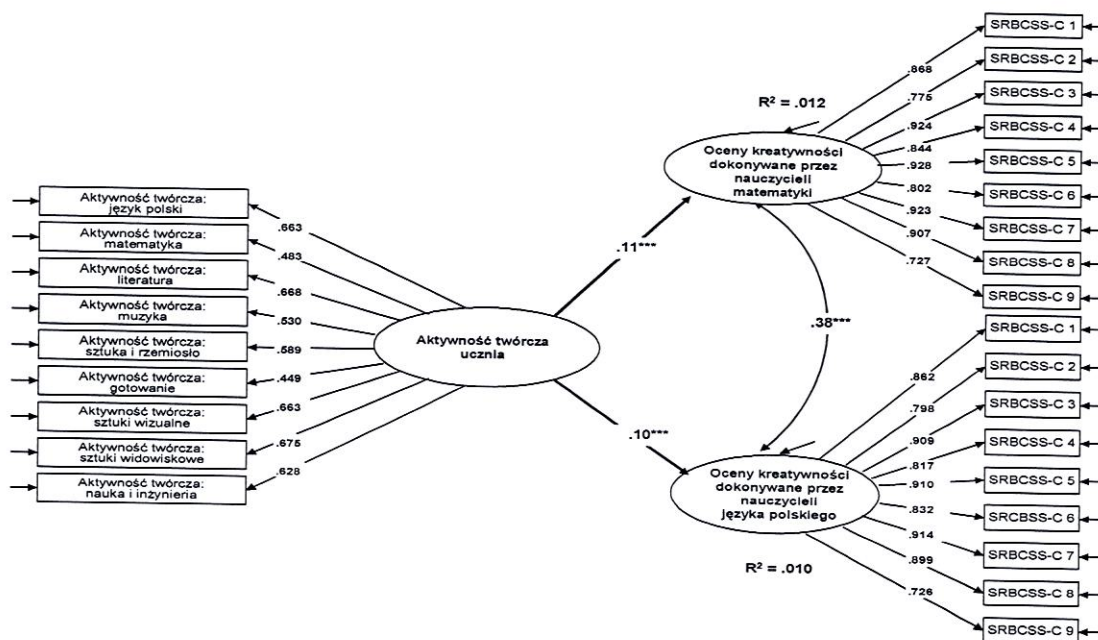 Aktywność twórcza:
język polski
Aktywność twórcza:
matematyka
Aktywność twórcza:
literatura
Aktywność twórcza:
muzyka
Aktywność twórcza:
sztuka i rzemiosło
Aktywność twórcza:
gotowanie
Aktywność twórcza:
sztuki wizualne
Aktywność twórcza:
sztuki widowiskowe
Aktywność twórcza:
nauka i inżynieria
.663
.483
.668
.530
.589
.449
.663
.675
.628
Aktywność twórcza
ucznia
.11***
.10***
.38***
R² = .012
Oceny kreatywności
dokonywane przez
nauczycieli
matematyki
.868
.775
.924
.844
.928
.802
.923
.907
.727
SRBCSS-C 1
SRBCSS-C 2
SRBCSS-C 3
SRBCSS-C 4
SRBCSS-C 5
SRBCSS-C 6
SRBCSS-C 7
SRBCSS-C 8
SRBCSS-C 9
Oceny kreatywności
dokonywane przez
nauczycieli
języka polskiego
R² = .010
.862
.798
.909
.817
.910
.832
.914
.899
.726
SRBCSS-C 1
SRBCSS-C 2
SRBCSS-C 3
SRBCSS-C 4
SRBCSS-C 5
SRCBSS-C 6
SRBCSS-C 7
SRBCSS-C 8
SRBCSS-C 9